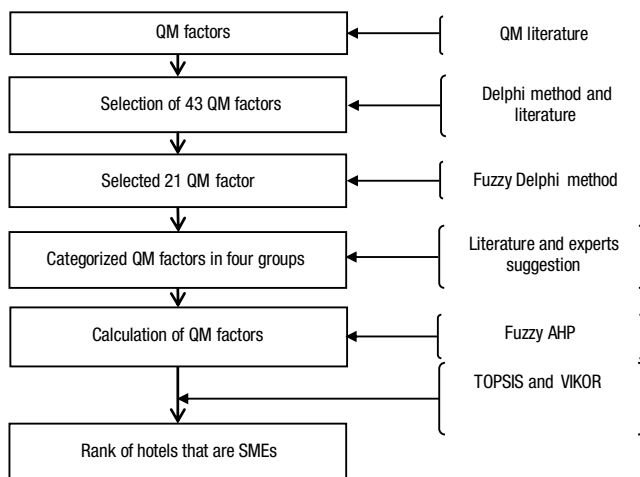 QM factors
QM literature
Selection of 43 QM factors
Delphi method and
literature
Selected 21 QM factor
Fuzzy Delphi method
Categorized QM factors in four groups
Literature and experts
suggestion
Calculation of QM factors
Fuzzy AHP
TOPSIS and VIKOR
Rank of hotels that are SMEs